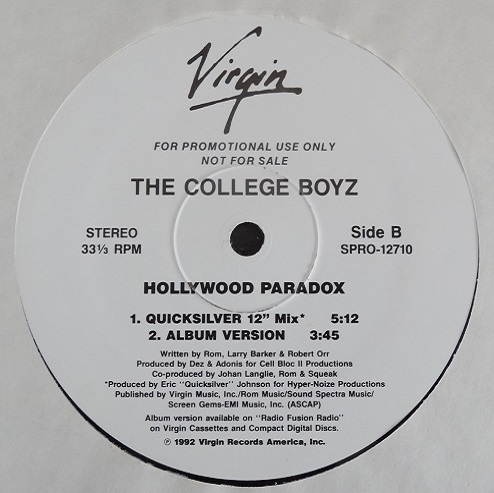 Virgin
FOR PROMOTIONAL USE ONLY
NOT FOR SALE
THE COLLEGE BOYZ
STEREO
33⅓ RPM
Side B
SPRO-12710
HOLLYWOOD PARADOX
1. QUICKSILVER 12” Mix* 5:12
2. ALBUM VERSION 3:45
Written by Rom, Larry Barker & Robert Orr
Produced by Dez & Adonis for Cell Bloc II Productions
Co-produced by Johan Langlie, Rom & Squeak
*Produced by Eric "Quicksilver" Johnson for Hyper-Noize Productions
Published by Virgin Music, Inc./Rom Music/Sound Spectra Music/
Screen Gems-EMI Music, Inc. (ASCAP)
Album version available on "Radio Fusion Radio"
on Virgin Cassettes and Compact Digital Discs.
℗ 1992 Virgin Records America, Inc.